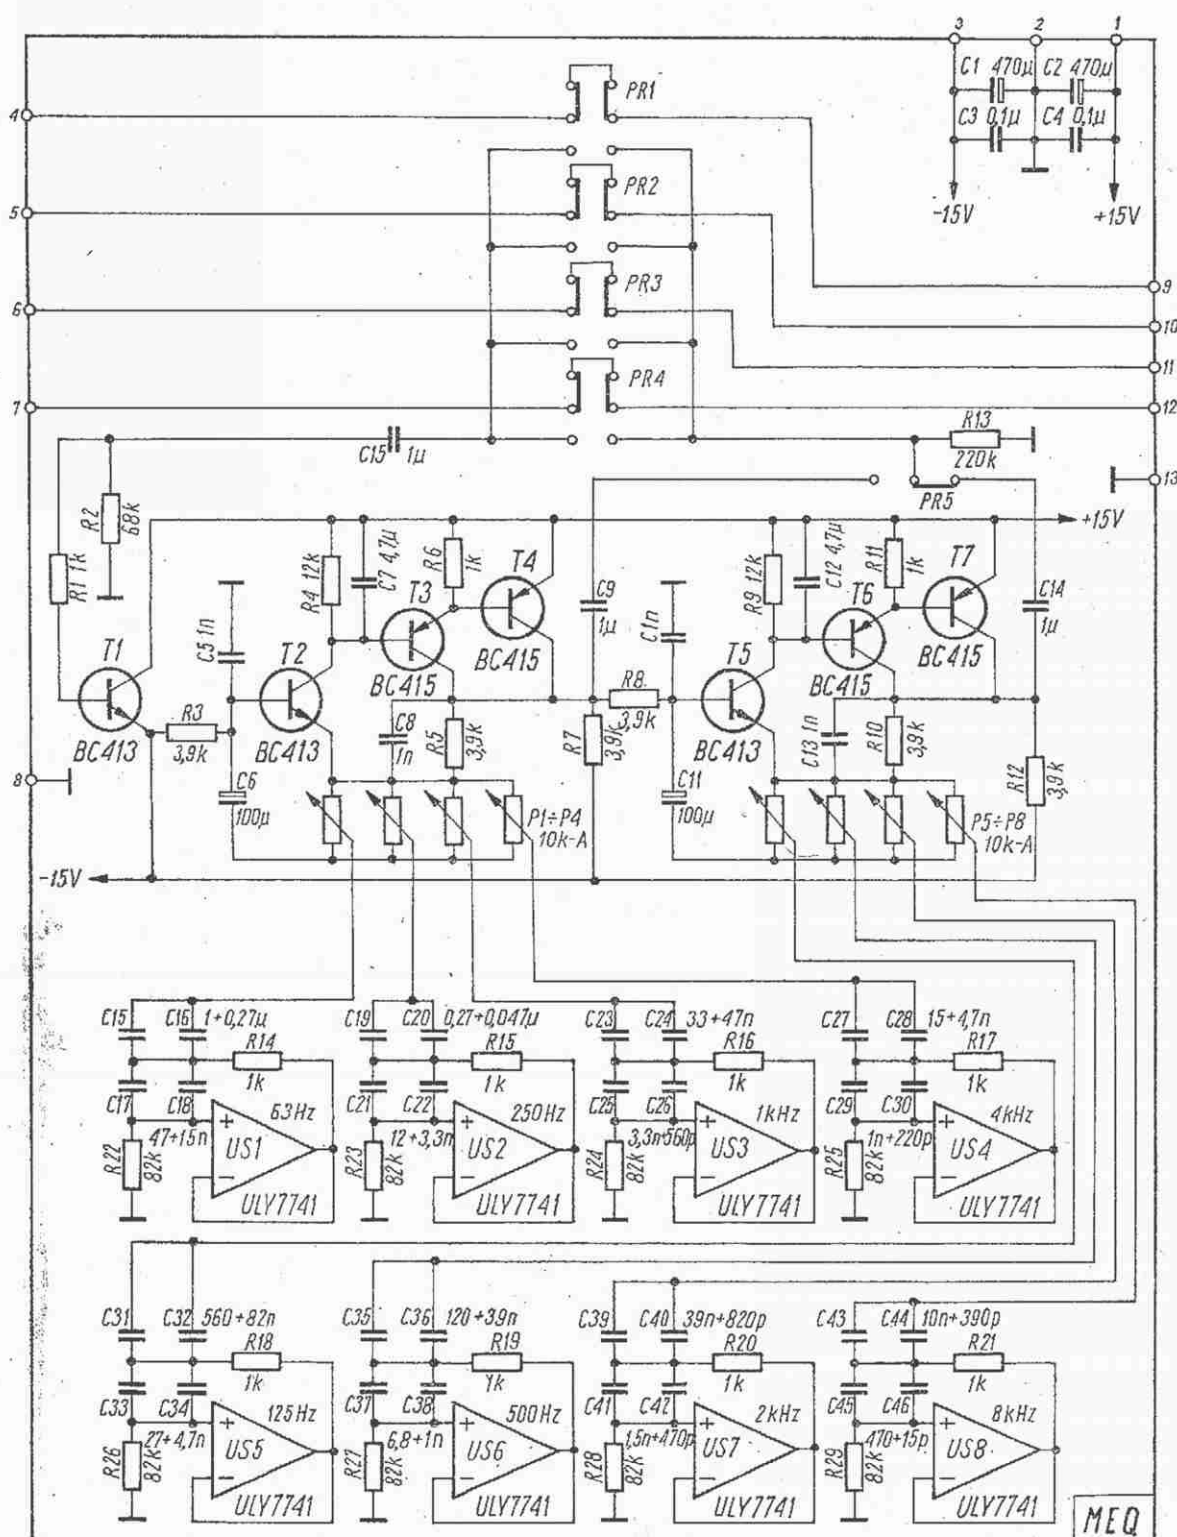 3 2 1
C1 470µ C2 470µ
C3 0,1µ C4 0,1µ
-15V +15V
PR1
4
PR2
5
PR3
6
9
10
PR4
11
7
12
R13
220k
C15 1µ
13
PR5
R2 68k
R1 1k
+15V
R4 12k
C7 4,7µ
R6 1k
T4
T3
BC415
BC415
C9 1µ
C1n
R9 12k
C12 4,7µ
R11 1k
T7
T6
BC415
BC415
C14 1µ
C5 1n
T1
BC413
R3
3,9k
T2
BC413
C8 1n
R5 3,9k
R8
3,9k
R7 3,9k
T5
BC413
C13 1n
R10 3,9k
R12 3,9k
8
C6
100µ
P1÷P4
10k-A
C11
100µ
P5÷P8
10k-A
-15V
C15 C16 1+0,27µ
R14
1k
C17 C18
47+15n
63Hz
R22 82k
US1
ULY7741
C19 C20 0,27+0,047µ
R15
1k
C21 C22
12+3,3n
250Hz
R23 82k
US2
ULY7741
C23 C24 33+47n
R16
1k
C25 C26
3,3n+560p
1kHz
R24 82k
US3
ULY7741
C27 C28 15+4,7n
R17
1k
C29 C30
1n+220p
4kHz
R25 82k
US4
ULY7741
C31 C32 560+82n
R18
1k
C33 C34
27+4,7n
125Hz
R26 82k
US5
ULY7741
C35 C36 120+39n
R19
1k
C37 C38
6,8+1n
500Hz
R27 82k
US6
ULY7741
C39 C40 39n+820p
R20
1k
C41 C42
1,5n+470p
2kHz
R28 82k
US7
ULY7741
C43 C44 10n+390p
R21
1k
C45 C46
470+15p
8kHz
R29 82k
US8
ULY7741
MEQ